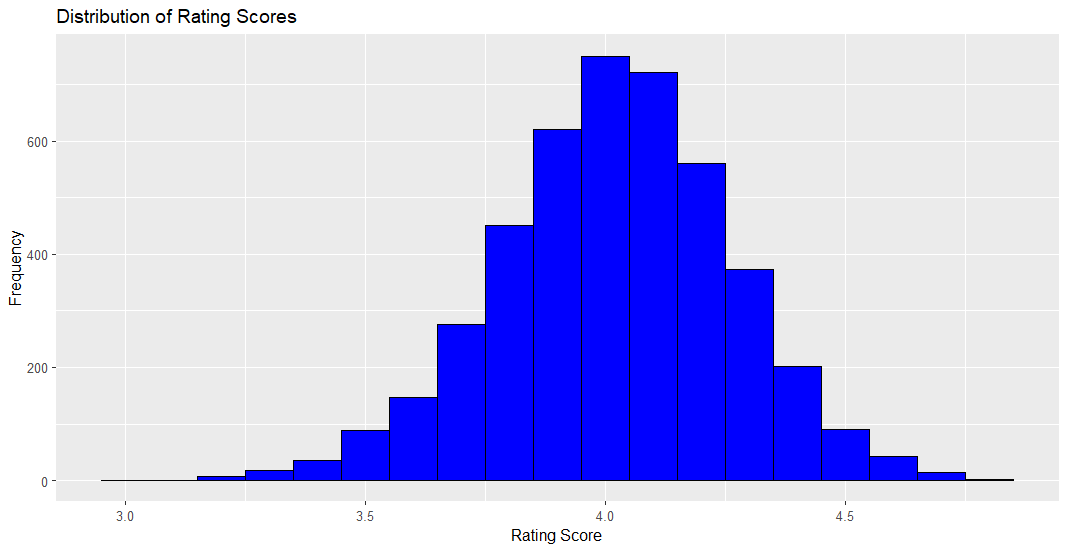 Distribution of Rating Scores
Frequency
600
400
200
0
3.0 3.5 4.0 4.5
Rating Score